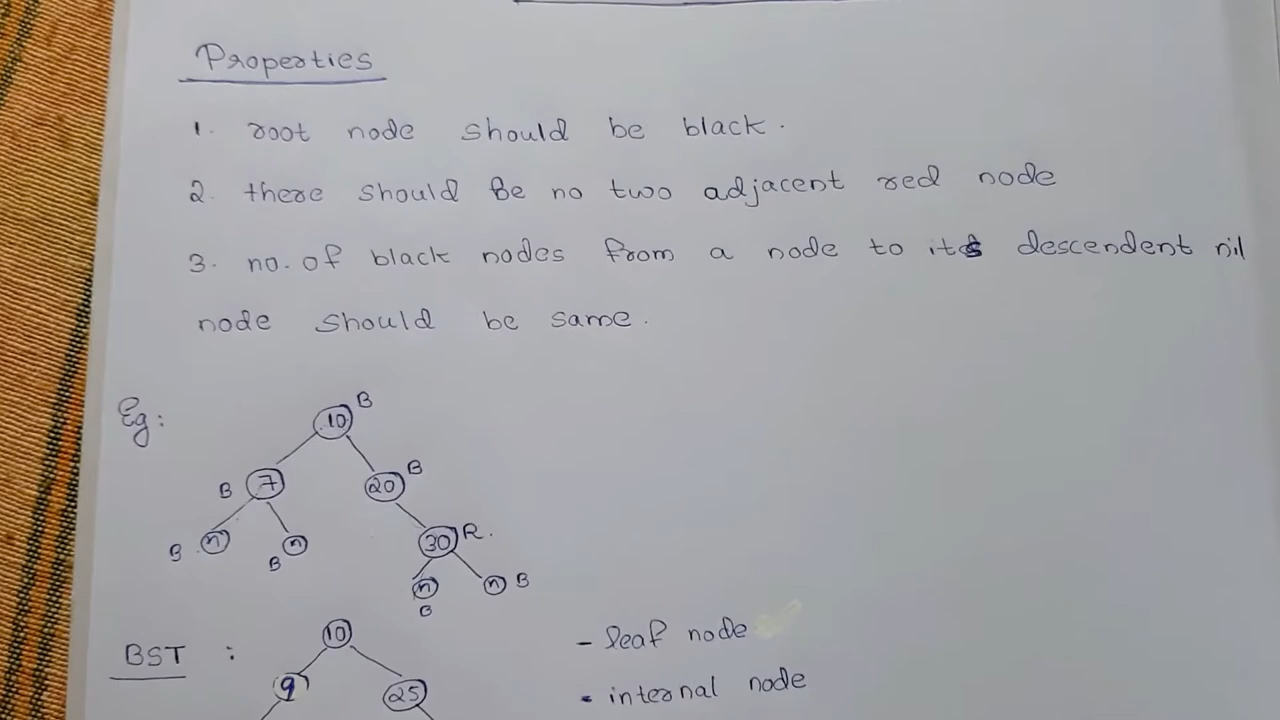 Properties
1. root node should be black.
2. there should be no two adjacent red node
3. no. of black nodes from a node to its descendent nil
node should be same.
Eg:
10 B
B 7 20 B
B n n B 30 R.
n B n B
BST :
10
9 25
- leaf node
- internal node